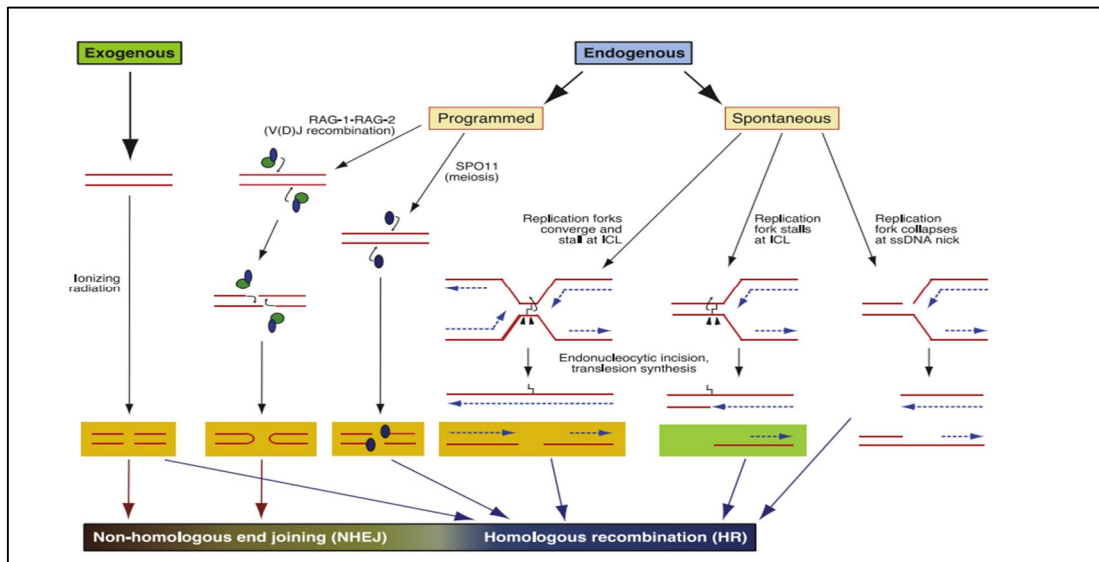 Exogenous
Endogenous
Programmed
Spontaneous
RAG-1-RAG-2
(V(D)J recombination)
SPO11
(meiosis)
Replication forks
converge and
stall at ICL
Replication
fork stalls
at ICL
Replication
fork collapses
at ssDNA nick
Ionizing
radiation
Endonucleocytic incision,
translesion synthesis
Non-homologous end joining (NHEJ)
Homologous recombination (HR)